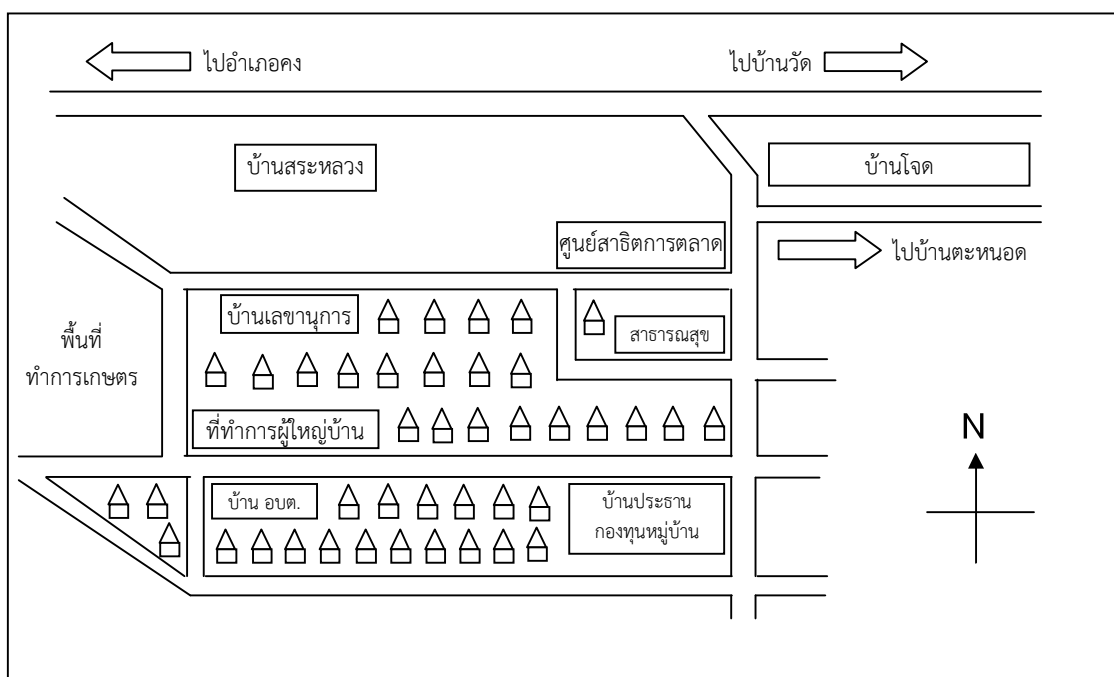 ไปอำเภอคง
ไปบ้านวัด
บ้านสระหลวง
บ้านโจด
ศูนย์สาธิตการตลาด
ไปบ้านตะหนอด
บ้านเลขานุการ
สาธารณสุข
พื้นที่
ทำการเกษตร
ที่ทำการผู้ใหญ่บ้าน
N
บ้าน อบต.
บ้านประธาน
กองทุนหมู่บ้าน